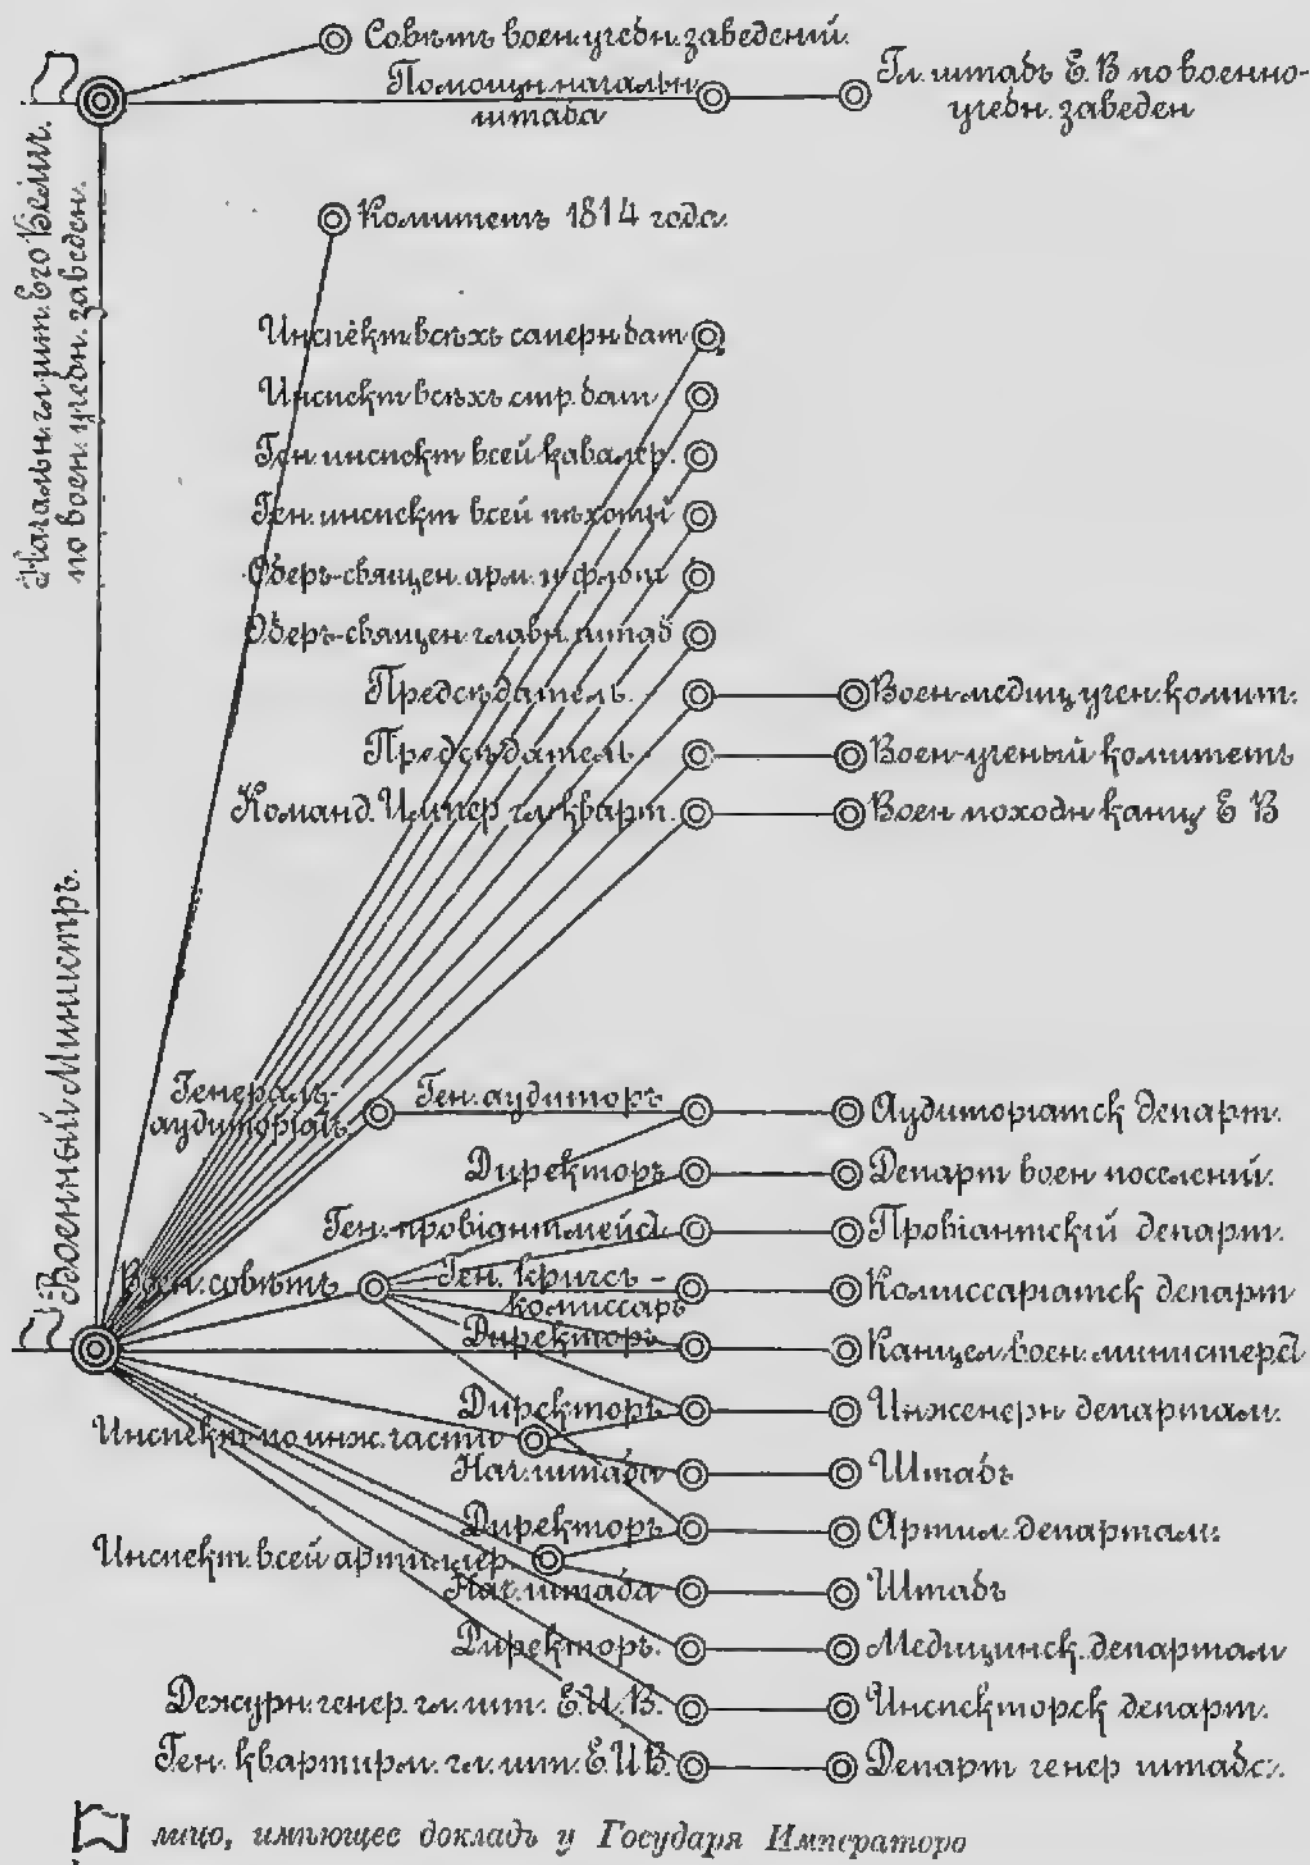 Совѣтъ воен. учебн. заведений.
Помощн. начальн.
штаба
Гл. штабъ Е. В по военно-
учебн. заведен
Начальн. гл. шт. Его Велич.
по воен. учебн. заведен.
Комитетъ 1814 года.
Инспект. всѣхъ саперн. бат
Инспект всѣхъ стр. бат
Ген. инспект всей кавалер.
Ген. инспект всей пѣхоты
Оберъ-священ. арм. и флот
Оберъ-священ. главн. штаб
Предсѣдатель.
Воен.-медиц. учен. комит.
Предсѣдатель
Воен.-ученый комитетъ
Команд. Импер гл. кварт.
Воен походн канц Е В
Военный Министръ.
Генералъ-
аудиторіатъ
Ген. аудиторъ
Аудиторіатск департ.
Директоръ
Департ воен поселений.
Ген.-провіантмейст
Провіантскій департ.
Воен. совѣтъ
Ген. кригсъ-
комиссаръ
Комиссаріатск департ
Директоръ
Канцел. воен. министерст
Директоръ
Инженерн департам.
Инспект. по инж. части
Нач. штаба
Штабъ
Директоръ
Артил. департам.
Инспект. всей артиллер.
Нач. штаба
Штабъ
Директоръ.
Медицинск. департам
Дежурн. генер. гл. шт. Е. И. В.
Инспекторск департ.
Ген. квартирм. гл. шт. Е И В.
Департ генер штабс.
лицо, имѣющее докладъ у Государя Императоро